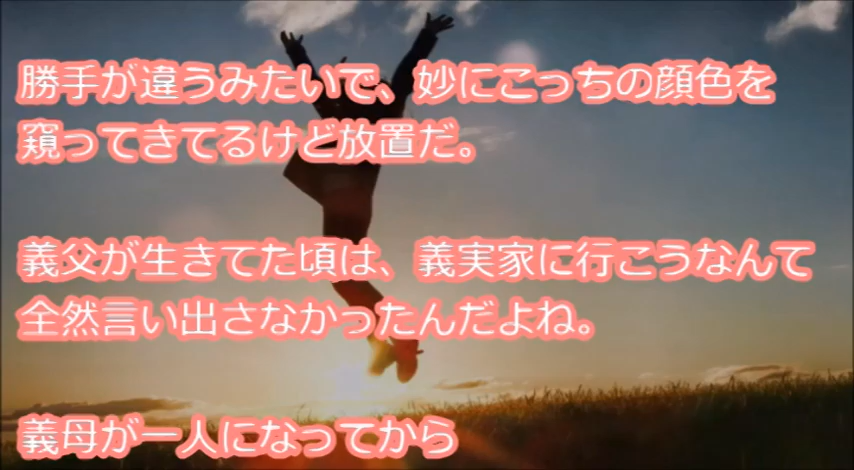 勝手が違うみたいで、妙にこっちの顔色を
窺ってきてるけど放置だ。
義父が生きてた頃は、義実家に行こうなんて
全然言い出さなかったんだよね。
義母が一人になってから